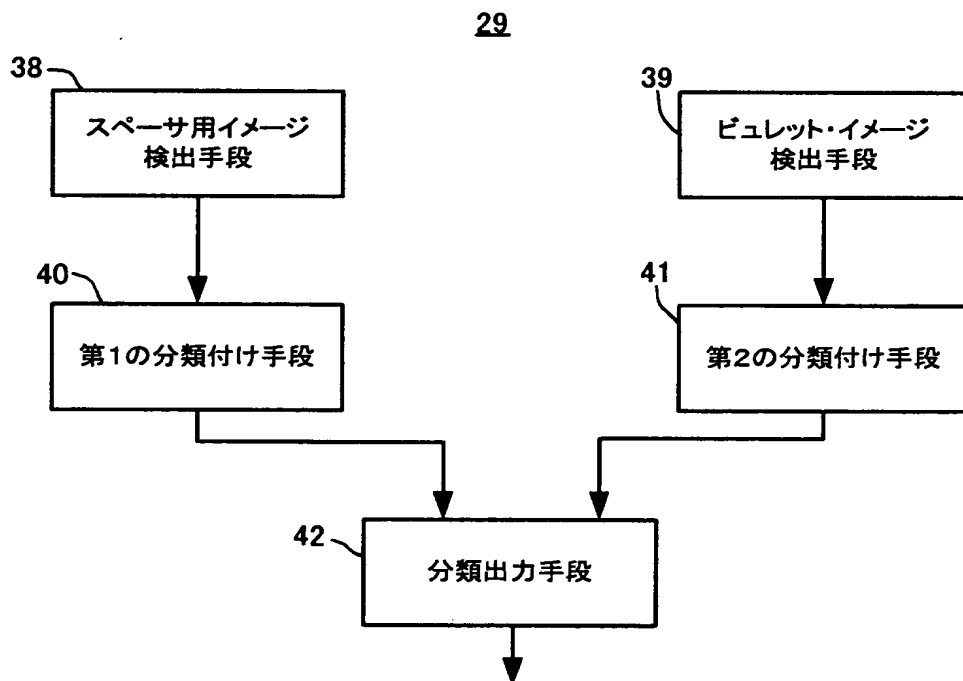 29
38
スペーサ用イメージ
検出手段
39
ビュレット・イメージ
検出手段
40
第1の分類付け手段
41
第2の分類付け手段
42
分類出力手段